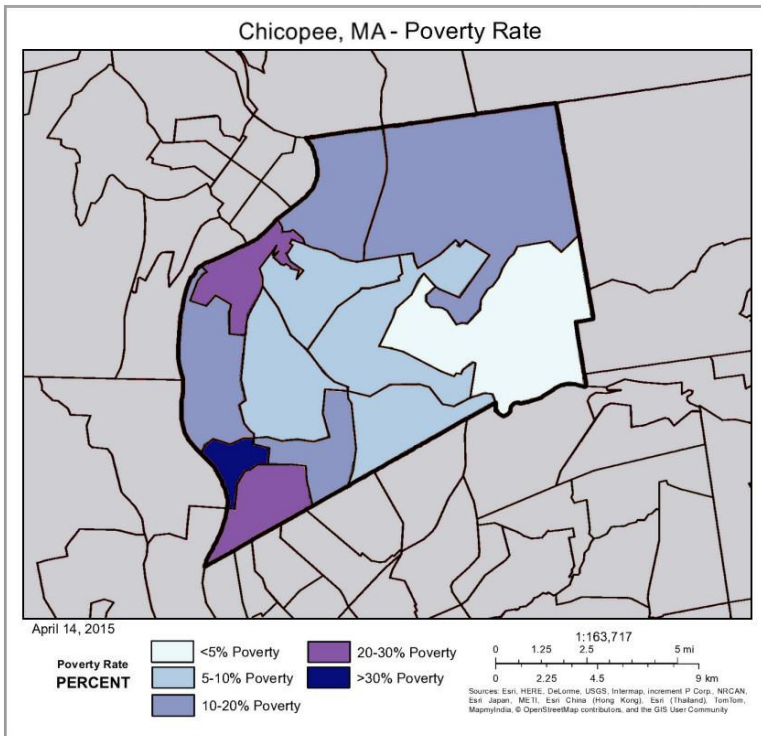 Chicopee, MA - Poverty Rate
April 14, 2015
Poverty Rate
PERCENT
<5% Poverty
5-10% Poverty
10-20% Poverty
20-30% Poverty
>30% Poverty
1:163,717
0 1.25 2.5 5 mi
0 2.25 4.5 9 km
Sources: Esri, HERE, DeLorme, USGS, Intermap, increment P Corp., NRCAN,
Esri Japan, METI, Esri China (Hong Kong), Esri (Thailand), TomTom,
MapmyIndia, © OpenStreetMap contributors, and the GIS User Community